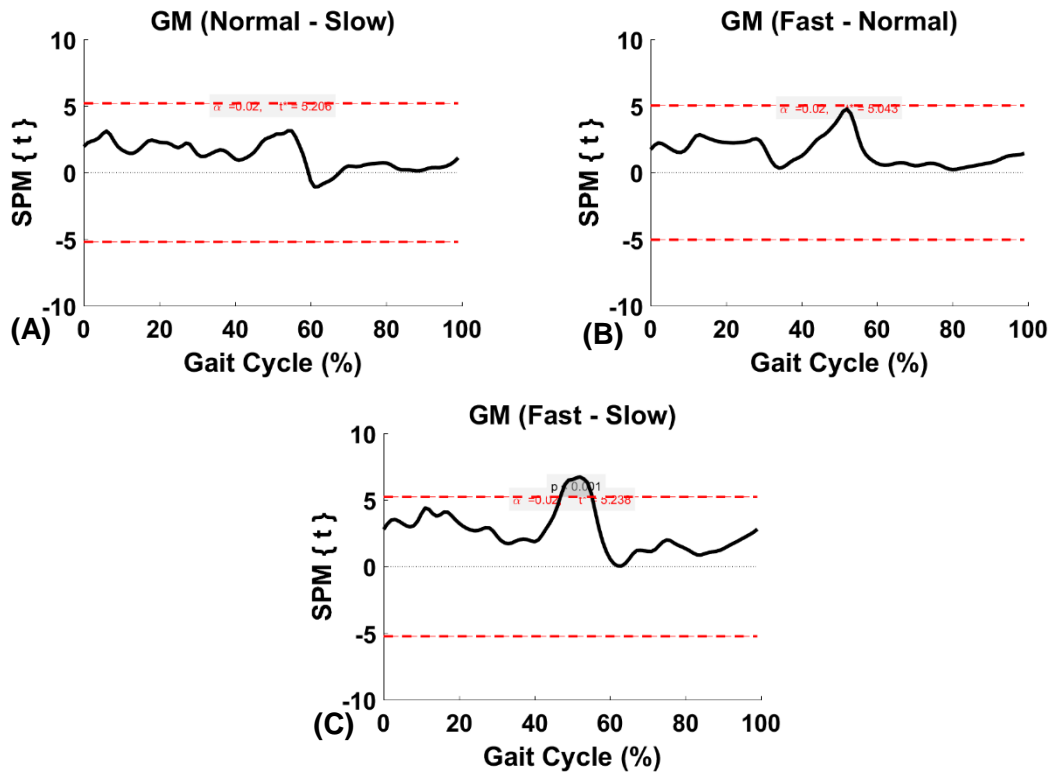 GM (Normal - Slow)
10
5
0
-5
-10
SPM { t }
α =0.02, t* = 5.206
0 20 40 60 80 100
Gait Cycle (%)
(A)
GM (Fast - Normal)
10
5
0
-5
-10
SPM { t }
α =0.02, = 5.043
0 20 40 60 80 100
Gait Cycle (%)
(B)
GM (Fast - Slow)
10
5
0
-5
-10
SPM { t }
p 0.001
α =0.02, t* = 5.238
0 20 40 60 80 100
Gait Cycle (%)
(C)